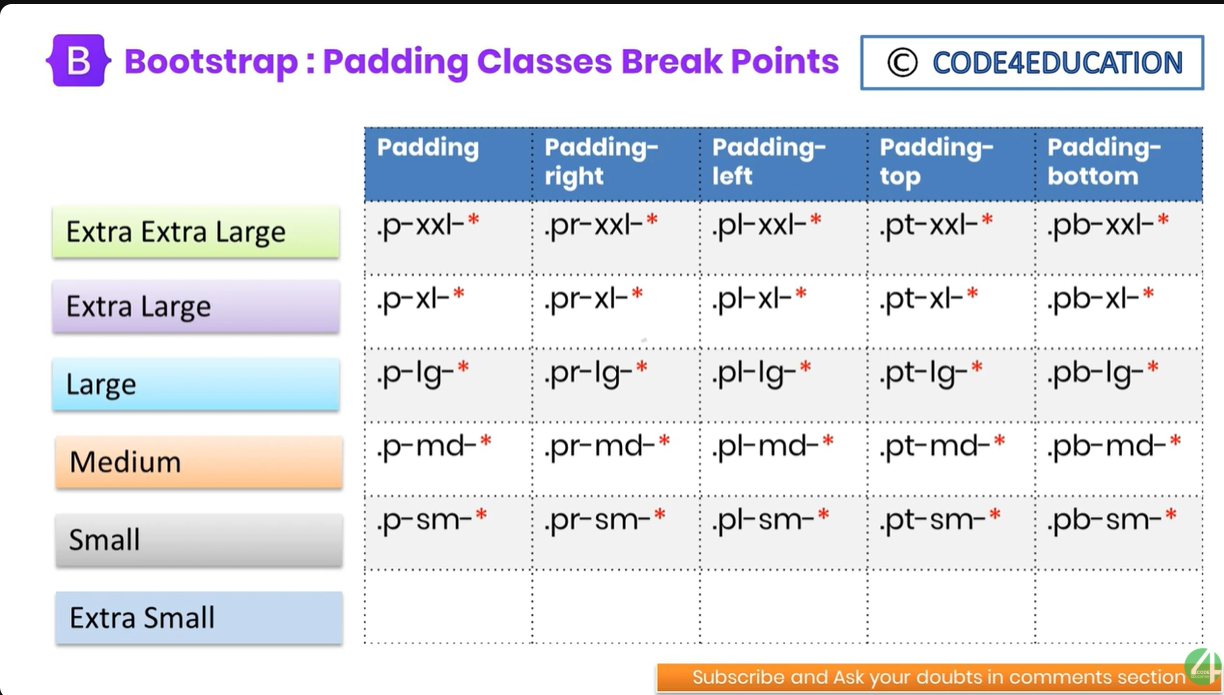 B Bootstrap : Padding Classes Break Points
© CODE4EDUCATION
Padding Padding-right Padding-left Padding-top Padding-bottom
Extra Extra Large .p-xxl-* .pr-xxl-* .pl-xxl-* .pt-xxl-* .pb-xxl-*
Extra Large .p-xl-* .pr-xl-* .pl-xl-* .pt-xl-* .pb-xl-*
Large .p-lg-* .pr-lg-* .pl-lg-* .pt-lg-* .pb-lg-*
Medium .p-md-* .pr-md-* .pl-md-* .pt-md-* .pb-md-*
Small .p-sm-* .pr-sm-* .pl-sm-* .pt-sm-* .pb-sm-*
Extra Small
Subscribe and Ask your doubts in comments section
4